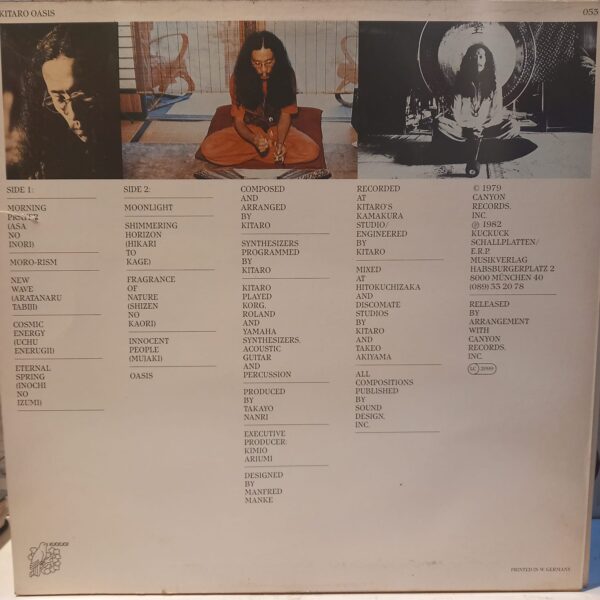 KITARO OASIS
053
SIDE 1:
MORNING
PRAYER
(ASA
NO
INORI)
MORO-RISM
NEW
WAVE
(ARATANARU
TABIJI)
COSMIC
ENERGY
(UCHU
ENERUGII)
ETERNAL
SPRING
(INOCHI
NO
IZUMI)
SIDE 2:
MOONLIGHT
SHIMMERING
HORIZON
(HIKARI
TO
KAGE)
FRAGRANCE
OF
NATURE
(SHIZEN
NO
KAORI)
INNOCENT
PEOPLE
(MUJAKI)
OASIS
COMPOSED
AND
ARRANGED
BY
KITARO
SYNTHESIZERS
PROGRAMMED
BY
KITARO
KITARO
PLAYED
KORG,
ROLAND
AND
YAMAHA
SYNTHESIZERS,
ACOUSTIC
GUITAR
AND
PERCUSSION
PRODUCED
BY
TAKAYO
NANRI
EXECUTIVE
PRODUCER:
KIMIO
ARIUMI
DESIGNED
BY
MANFRED
MANKE
RECORDED
AT
KITARO'S
KAMAKURA
STUDIO/
ENGINEERED
BY
KITARO
MIXED
AT
HITOKUCHIZAKA
AND
DISCOMATE
STUDIOS
BY
KITARO
AND
TAKEO
AKIYAMA
ALL
COMPOSITIONS
PUBLISHED
BY
SOUND
DESIGN,
INC.
© 1979
CANYON
RECORDS,
INC.
℗ 1982
KUCKUCK
SCHALLPLATTEN/
E.R.P.
MUSIKVERLAG
HABSBURGERPLATZ 2
8000 MÜNCHEN 40
(089) 33 20 78
RELEASED
BY
ARRANGEMENT
WITH
CANYON
RECORDS,
INC.
LC 2099
KUCKUCK
PRINTED IN W. GERMANY